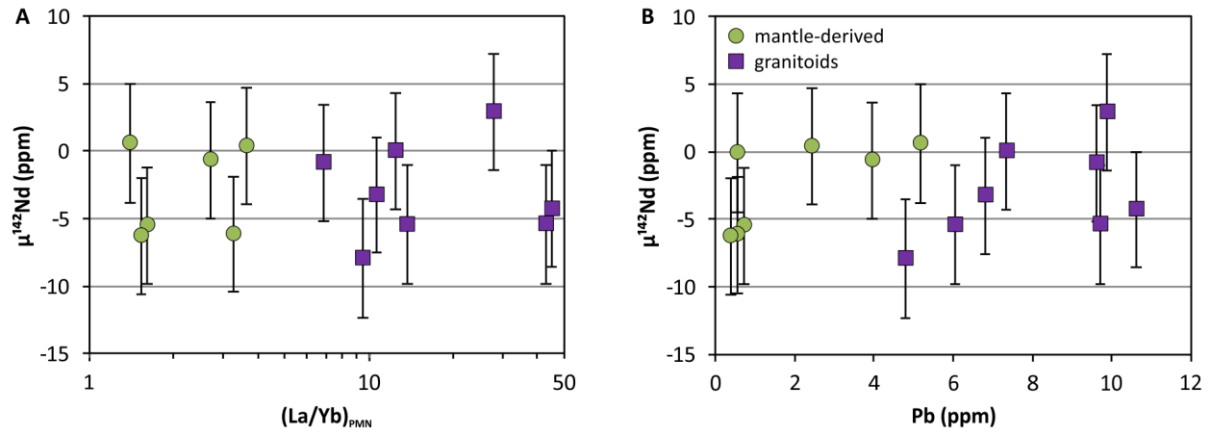 A
10
5
0
-5
-10
-15
μ¹⁴²Nd (ppm)
1
10
50
(La/Yb)PMN
B
mantle-derived
granitoids
10
5
0
-5
-10
-15
μ¹⁴²Nd (ppm)
0
2
4
6
8
10
12
Pb (ppm)